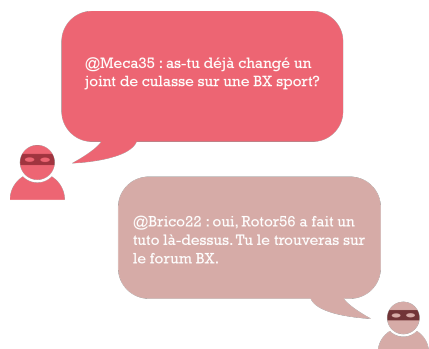 @Meca35 : as-tu déjà changé un
joint de culasse sur une BX sport?
@Brico22 : oui, Rotor56 a fait un
tuto là-dessus. Tu le trouveras sur
le forum BX.